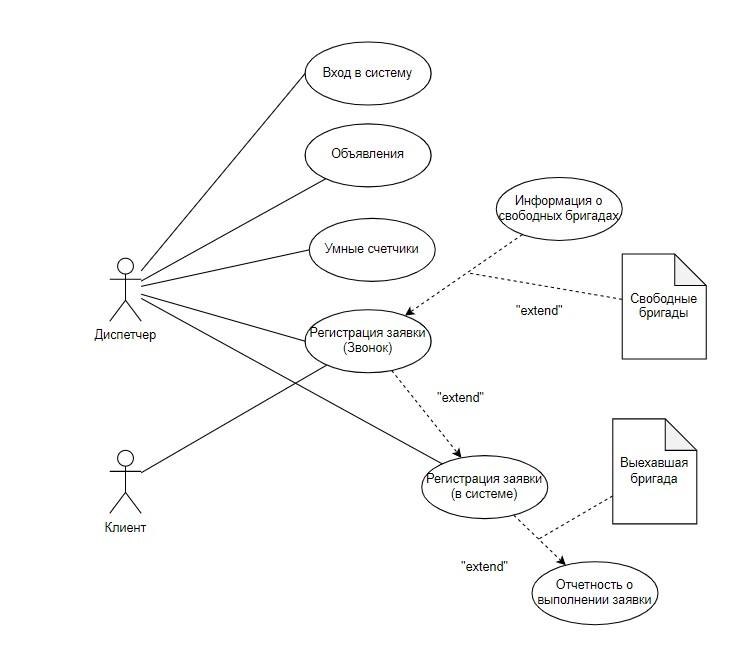 Вход в систему
Объявления
Информация о
свободных бригадах
Умные счетчики
Свободные
бригады
"extend"
Диспетчер
Регистрация заявки
(Звонок)
"extend"
Выехавшая
бригада
Регистрация заявки
(в системе)
Клиент
"extend"
Отчетность о
выполнении заявки